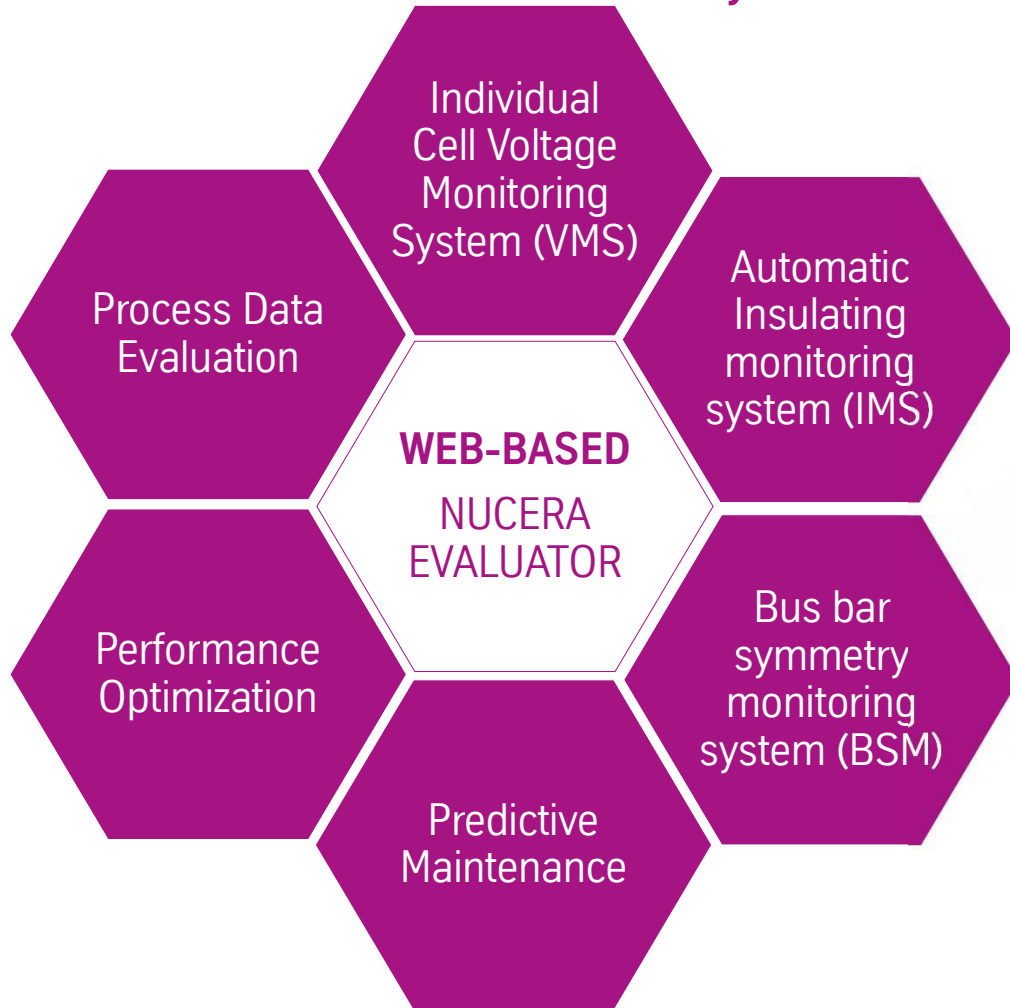 Individual
Cell Voltage
Monitoring
System (VMS)
Automatic
Insulating
monitoring
system (IMS)
Process Data
Evaluation
WEB-BASED
NUCERA
EVALUATOR
Bus bar
symmetry
monitoring
system (BSM)
Performance
Optimization
Predictive
Maintenance